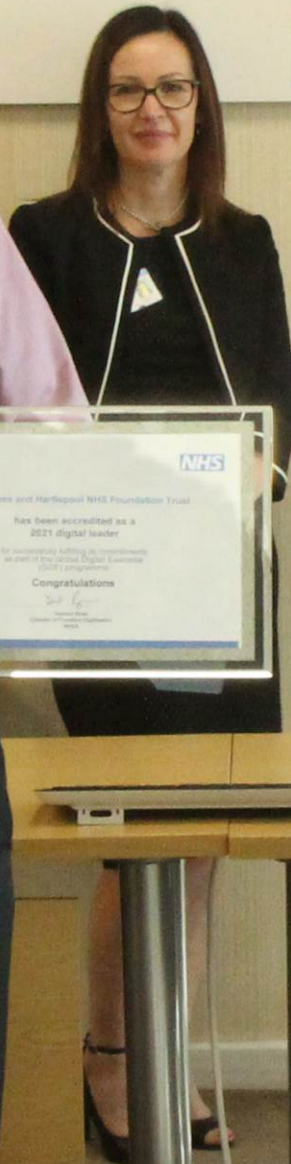 NHS
and Hartlepool NHS Foundation Trust
has been accredited as a
2021 digital leader
for successfully fulfilling its commitments
as part of the Global Digital Exemplar
(GDE) programme
Congratulations